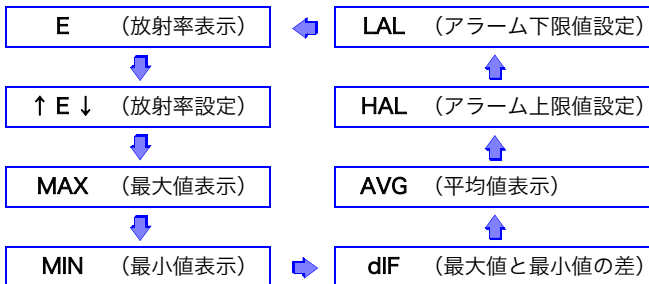 E （放射率表示）
LAL （アラーム下限値設定）
↑ E ↓ （放射率設定）
HAL （アラーム上限値設定）
MAX （最大値表示）
AVG （平均値表示）
MIN （最小値表示）
dIF （最大値と最小値の差）